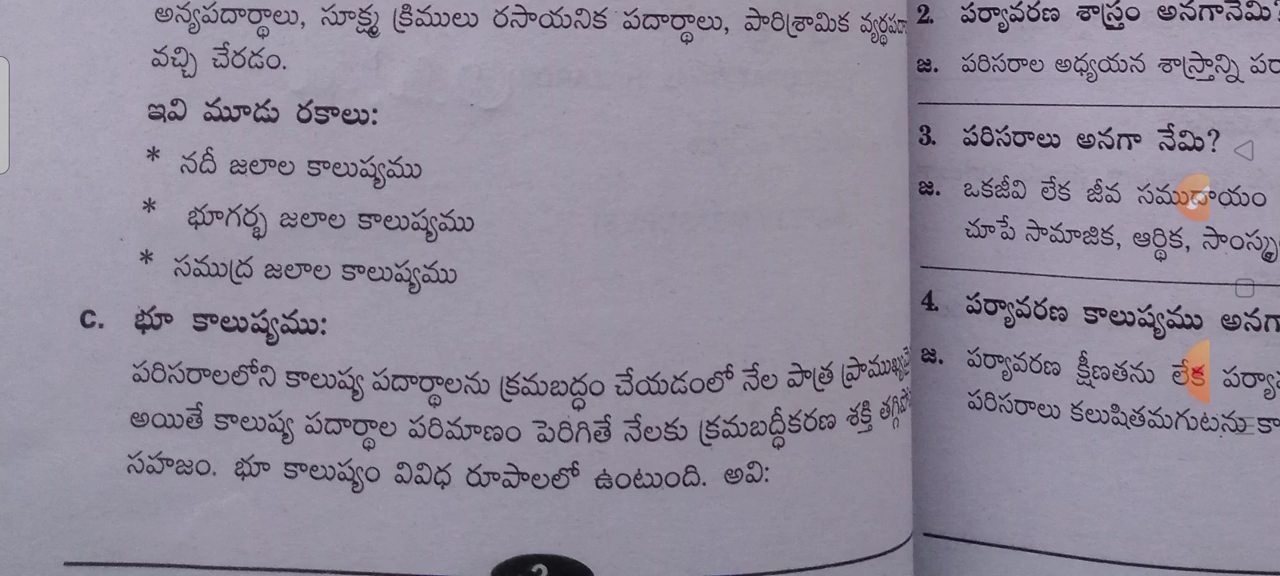 అన్యపదార్థాలు, సూక్ష్మ క్రిములు రసాయనిక పదార్థాలు, పారిశ్రామిక
వచ్చి చేరడం.
ఇవి మూడు రకాలు:
* నదీ జలాల కాలుష్యము
* భూగర్భ జలాల కాలుష్యము
* సముద్ర జలాల కాలుష్యము
C. భూ కాలుష్యము:
పరిసరాలలోని కాలుష్య పదార్థాలను క్రమబద్ధం చేయడంలో నేల పాత్ర
అయితే కాలుష్య పదార్థాల పరిమాణం పెరిగితే నేలకు క్రమబద్ధీకరణ శక్తి
సహజం. భూ కాలుష్యం వివిధ రూపాలలో ఉంటుంది. అవి:
2. పర్యావరణ శాస్త్రం అనగానేమి?
జ. పరిసరాల అధ్యయన శాస్త్రాన్ని
3. పరిసరాలు అనగా నేమి?
జ. ఒకజీవి లేక జీవ సముదాయం
చూపే సామాజిక, ఆర్థిక,
4. పర్యావరణ కాలుష్యము
జ. పర్యావరణ క్షీణతను లేక
పరిసరాలు కలుషితమగుటను